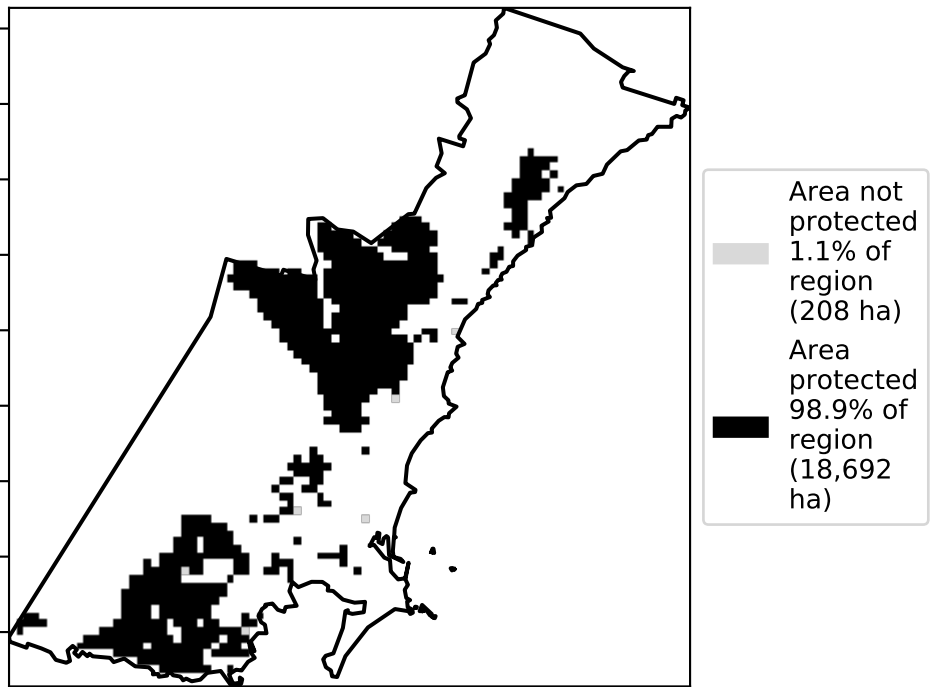 Area not
protected
1.1% of
region
(208 ha)
Area
protected
98.9% of
region
(18,692
ha)